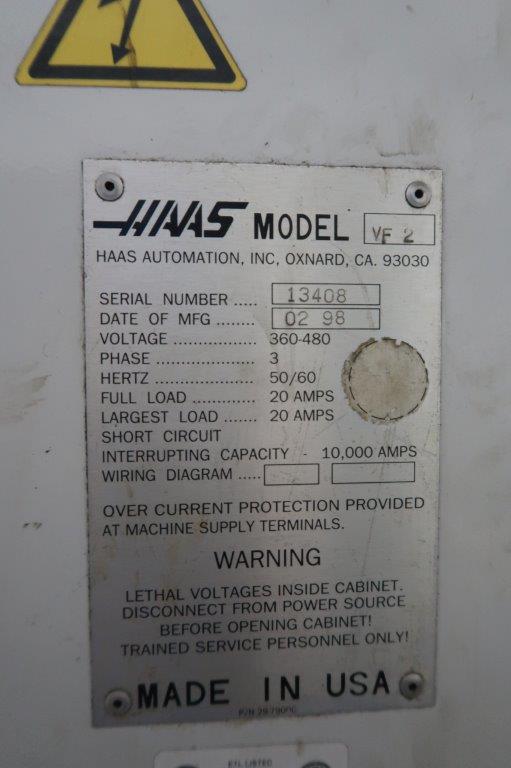 HAAS MODEL VF 2
HAAS AUTOMATION, INC, OXNARD, CA. 93030
SERIAL NUMBER ..... 13408
DATE OF MFG ........ 02 98
VOLTAGE ................. 360-480
PHASE ..................... 3
HERTZ ..................... 50/60
FULL LOAD ............. 20 AMPS
LARGEST LOAD ....... 20 AMPS
SHORT CIRCUIT
INTERRUPTING CAPACITY - 10,000 AMPS
WIRING DIAGRAM .....
OVER CURRENT PROTECTION PROVIDED
AT MACHINE SUPPLY TERMINALS.
WARNING
LETHAL VOLTAGES INSIDE CABINET.
DISCONNECT FROM POWER SOURCE
BEFORE OPENING CABINET!
TRAINED SERVICE PERSONNEL ONLY!
MADE IN USA
P/N
ETL LISTED